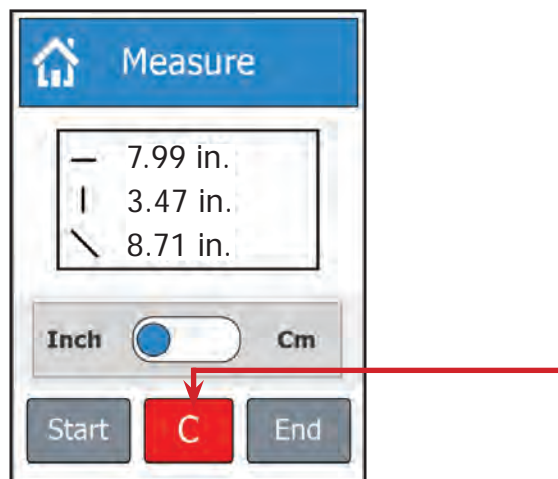 Measure
7.99 in.
3.47 in.
8.71 in.
Inch Cm
Start C End